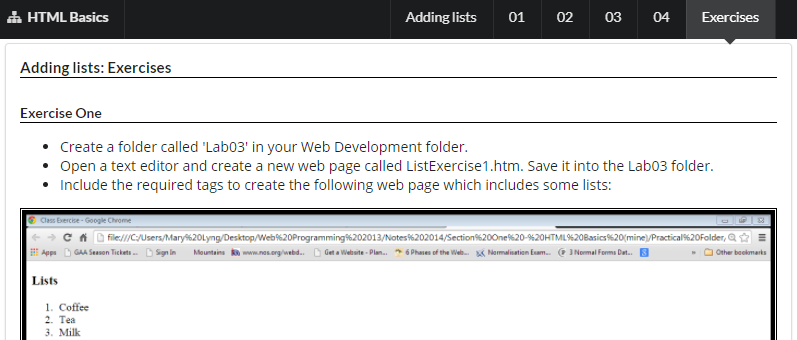 HTML Basics Adding lists 01 02 03 04 Exercises
Adding lists: Exercises
Exercise One
• Create a folder called 'Lab03' in your Web Development folder.
• Open a text editor and create a new web page called ListExercise1.htm. Save it into the Lab03 folder.
• Include the required tags to create the following web page which includes some lists:
Class Exercise - Google Chrome
file:///C:/Users/Mary%20Lyng/Desktop/Web%20Programming%202013/Notes%202014/Section%20One%20-%20HTML%20Basics%20(mine)/Practical%20Folder,
Apps GAA Season Tickets ... Sign In Mountains www.nos.org/webd... Get a Website - Plan... 6 Phases of the Web... Normalisation Exam... 3 Normal Forms Dat... » Other bookmarks
Lists
1. Coffee
2. Tea
3. Milk